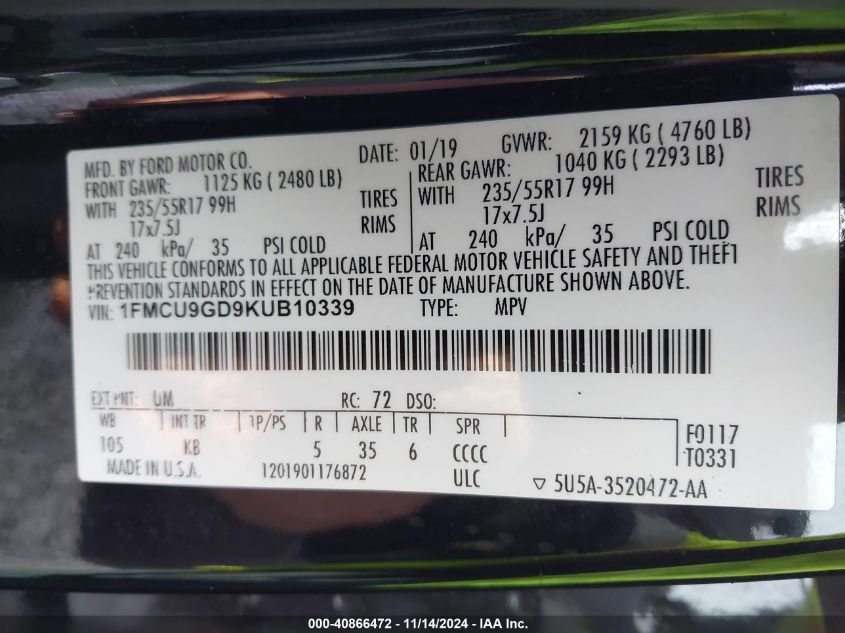 MFD. BY FORD MOTOR CO.
DATE: 01/19 GVWR: 2159 KG ( 4760 LB)
FRONT GAWR: 1125 KG ( 2480 LB)
REAR GAWR: 1040 KG ( 2293 LB)
WITH 235/55R17 99H TIRES
WITH 235/55R17 99H TIRES
17x7.5J RIMS
17x7.5J RIMS
AT 240 kPa/ 35 PSI COLD
AT 240 kPa/ 35 PSI COLD
THIS VEHICLE CONFORMS TO ALL APPLICABLE FEDERAL MOTOR VEHICLE SAFETY AND THEFT
PREVENTION STANDARDS IN EFFECT ON THE DATE OF MANUFACTURE SHOWN ABOVE.
VIN: 1FMCU9GD9KUB10339 TYPE: MPV
EXT PNT: UM RC: 72 DSO:
WB INT TR TP/PS R AXLE TR SPR
105 KB 5 35 6 CCCC
F0117
T0331
MADE IN U.S.A. 1201901176872 ULC
▽ 5U5A-3520472-AA
000-40866472 - 11/14/2024 - IAA Inc.